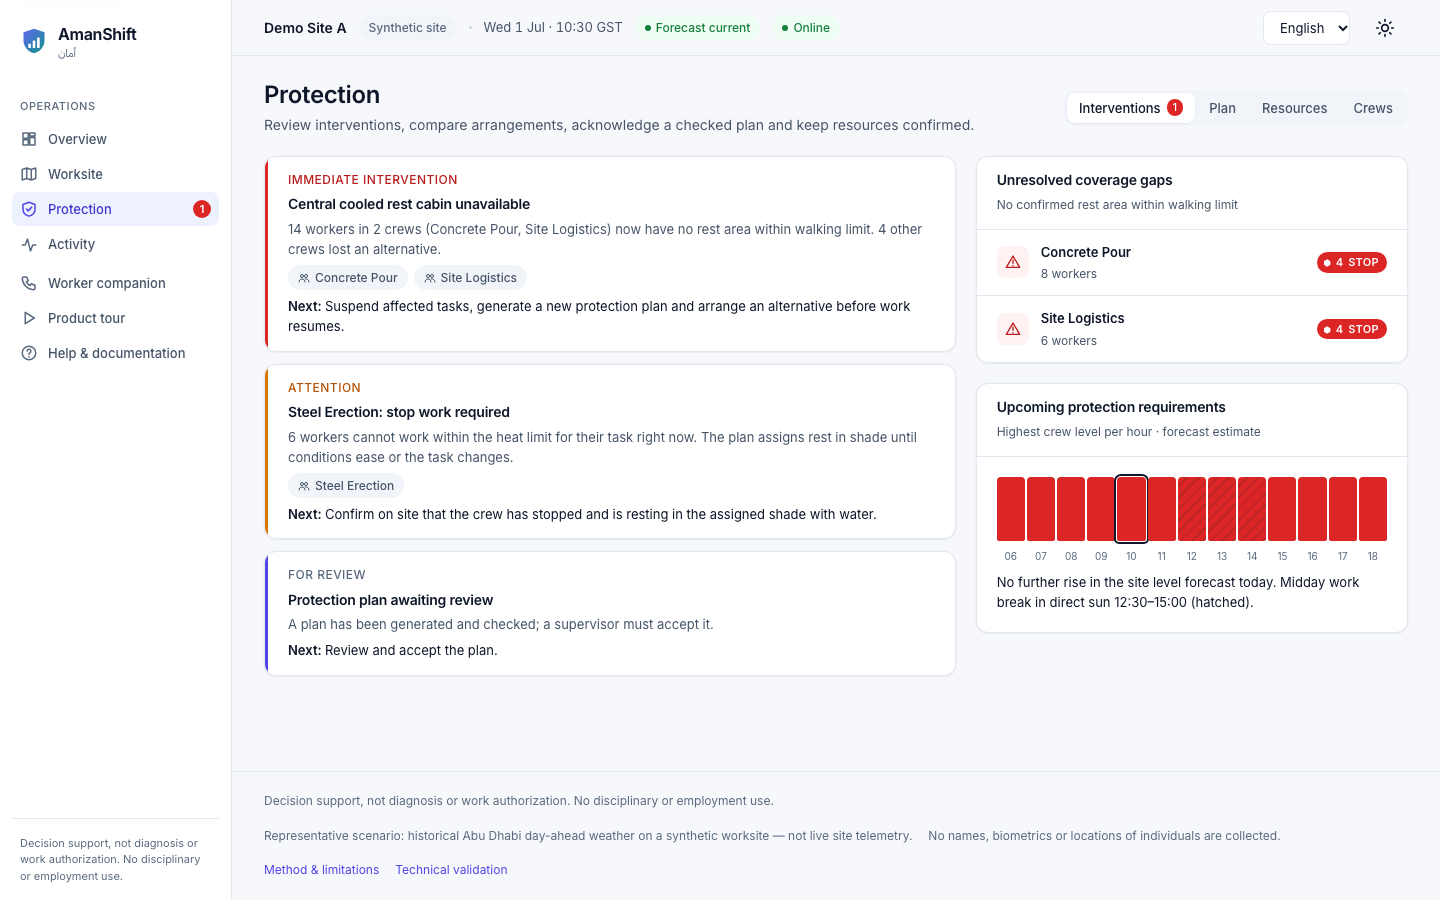 AmanShift
أمان
OPERATIONS
Overview
Worksite
Protection 1
Activity
Worker companion
Product tour
Help & documentation
Decision support, not diagnosis or
work authorization. No disciplinary
or employment use.
Demo Site A Synthetic site · Wed 1 Jul · 10:30 GST Forecast current Online English
Protection
Review interventions, compare arrangements, acknowledge a checked plan and keep resources confirmed.
Interventions 1 Plan Resources Crews
IMMEDIATE INTERVENTION
Central cooled rest cabin unavailable
14 workers in 2 crews (Concrete Pour, Site Logistics) now have no rest area within walking limit. 4 other
crews lost an alternative.
Concrete Pour Site Logistics
Next: Suspend affected tasks, generate a new protection plan and arrange an alternative before work
resumes.
ATTENTION
Steel Erection: stop work required
6 workers cannot work within the heat limit for their task right now. The plan assigns rest in shade until
conditions ease or the task changes.
Steel Erection
Next: Confirm on site that the crew has stopped and is resting in the assigned shade with water.
FOR REVIEW
Protection plan awaiting review
A plan has been generated and checked; a supervisor must accept it.
Next: Review and accept the plan.
Unresolved coverage gaps
No confirmed rest area within walking limit
Concrete Pour
8 workers
4 STOP
Site Logistics
6 workers
4 STOP
Upcoming protection requirements
Highest crew level per hour · forecast estimate
06 07 08 09 10 11 12 13 14 15 16 17 18
No further rise in the site level forecast today. Midday work
break in direct sun 12:30–15:00 (hatched).
Decision support, not diagnosis or work authorization. No disciplinary or employment use.
Representative scenario: historical Abu Dhabi day-ahead weather on a synthetic worksite — not live site telemetry. No names, biometrics or locations of individuals are collected.
Method & limitations Technical validation